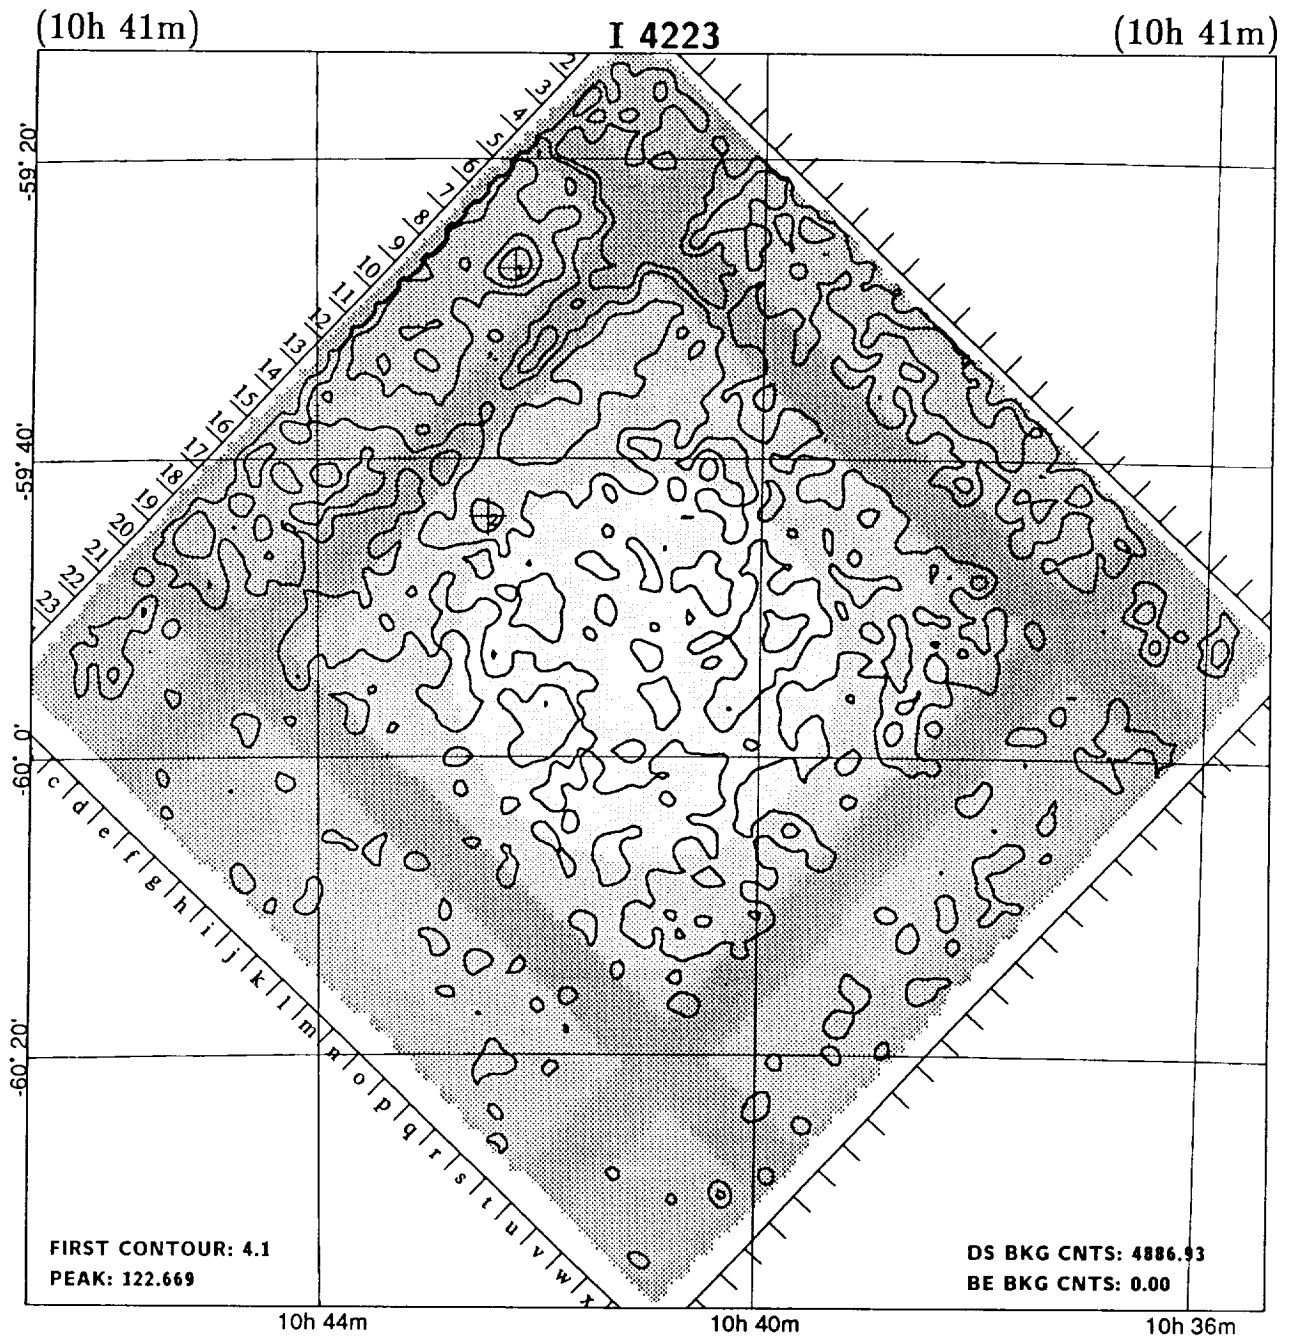 (10h 41m) I 4223 (10h 41m)
-59° 20'
-59° 40'
-60° 0'
-60° 20'
2
3
4
5
6
7
8
9
10
11
12
13
14
15
16
17
18
19
20
21
22
23
c
d
e
f
g
h
i
j
k
l
m
n
o
p
q
r
s
t
u
v
w
x
FIRST CONTOUR: 4.1
PEAK: 122.669
DS BKG CNTS: 4886.93
BE BKG CNTS: 0.00
10h 44m 10h 40m 10h 36m